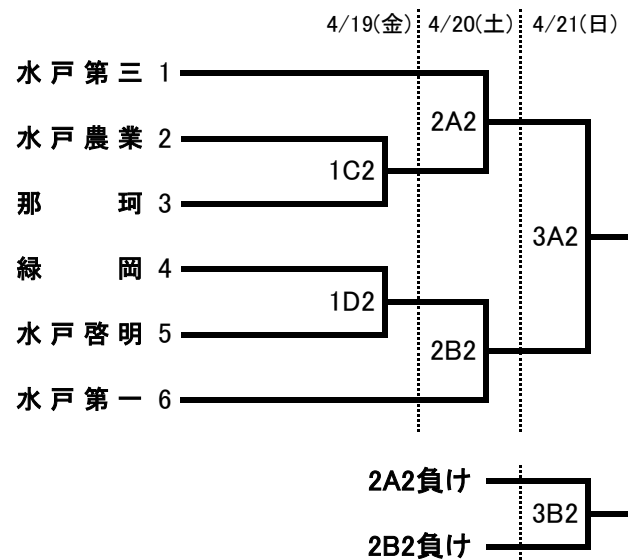 4/19(金) 4/20(土) 4/21(日)
水戸第三 1
2A2
水戸農業 2
1C2
那珂 3
3A2
緑岡 4
1D2
水戸啓明 5
2B2
水戸第一 6
2A2負け
3B2
2B2負け